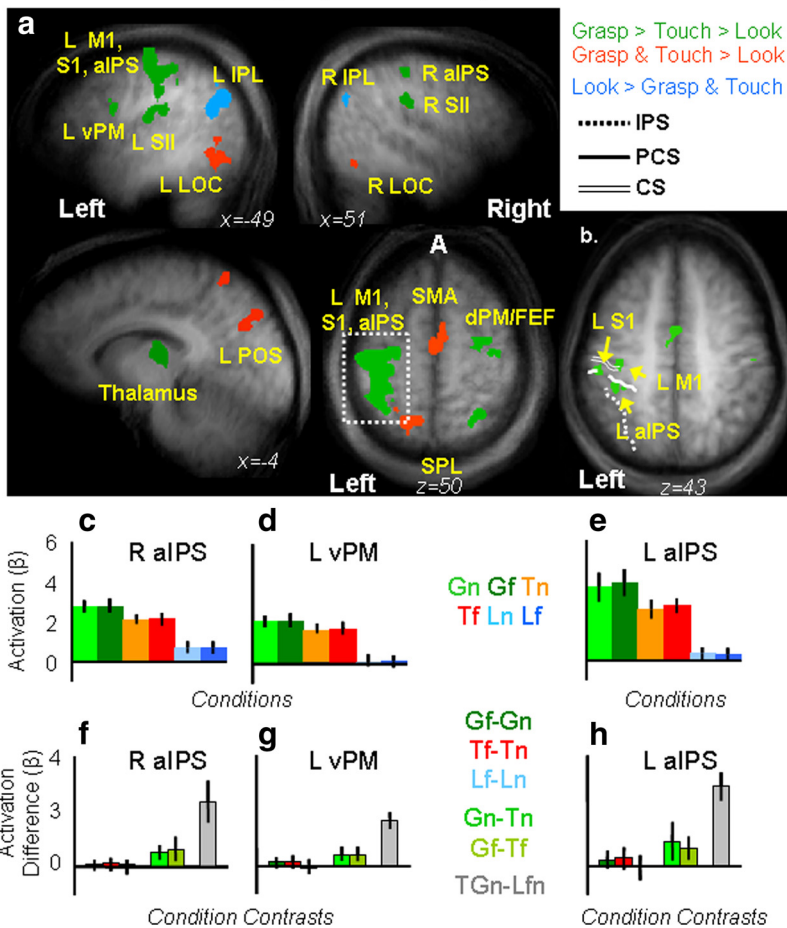 a
L M1,
S1, aIPS
L IPL
L vPM
L SII
L LOC
Left
x=-49
R IPL
R aIPS
R SII
R LOC
x=51
Right
Grasp > Touch > Look
Grasp & Touch > Look
Look > Grasp & Touch
IPS
PCS
CS
L POS
Thalamus
x=-4
A
L M1,
S1, aIPS
SMA
dPM/FEF
SPL
Left
z=50
b.
L S1
L M1
L aIPS
Left
z=43
c
R aIPS
d
L vPM
e
L aIPS
Activation (β)
6
4
2
0
Gn Gf Tn
Tf Ln Lf
Conditions
Conditions
f
R aIPS
g
L vPM
h
L aIPS
Activation
Difference (β)
4
3
0
Gf-Gn
Tf-Tn
Lf-Ln
Gn-Tn
Gf-Tf
TGn-Lfn
Condition Contrasts
Condition Contrasts